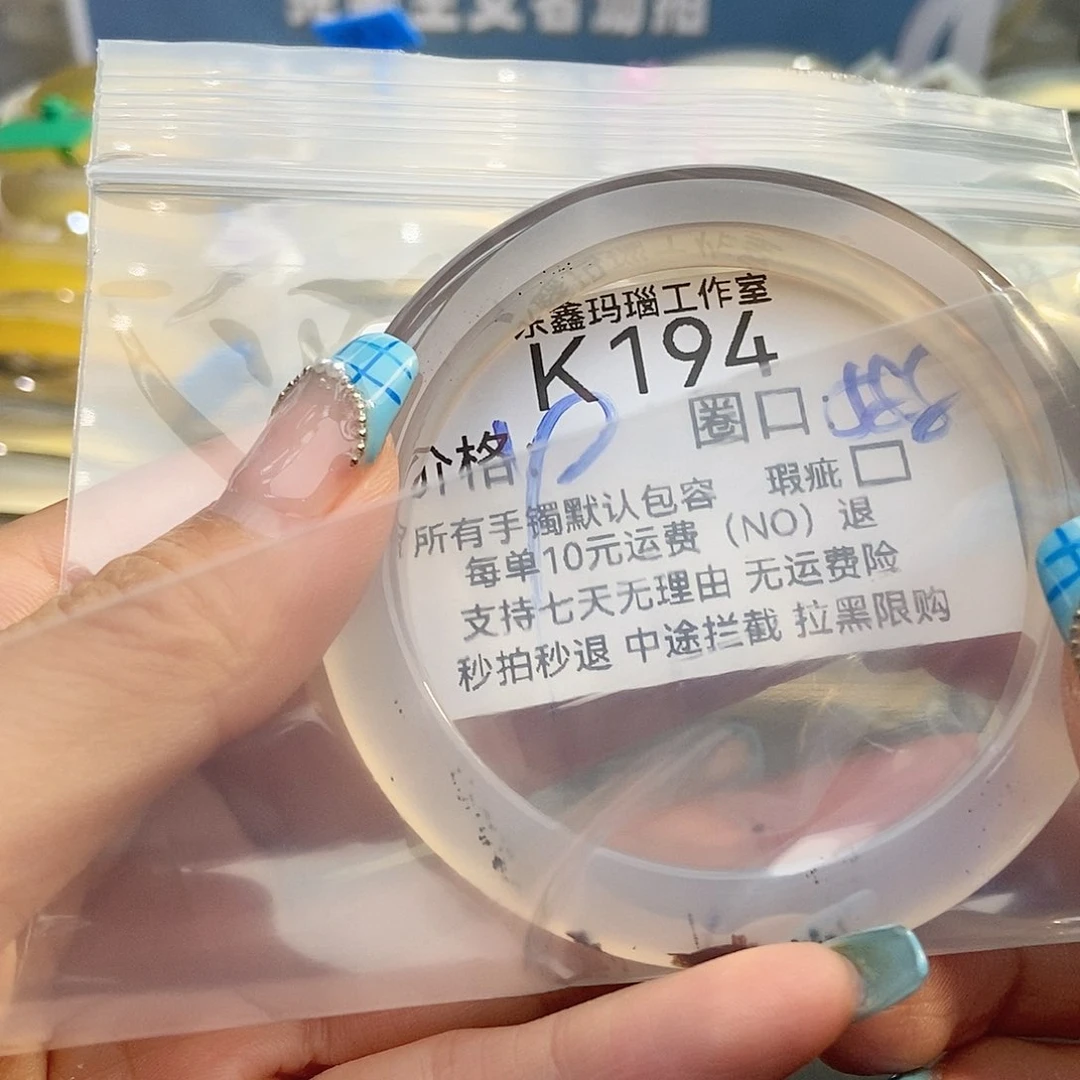 鑫玛瑙工作室
K194
圈口
价格
瑕疵
所有手镯默认包容
每单10元运费（NO）退
支持七天无理由 无运费险
秒拍秒退 中途拦截 拉黑限购